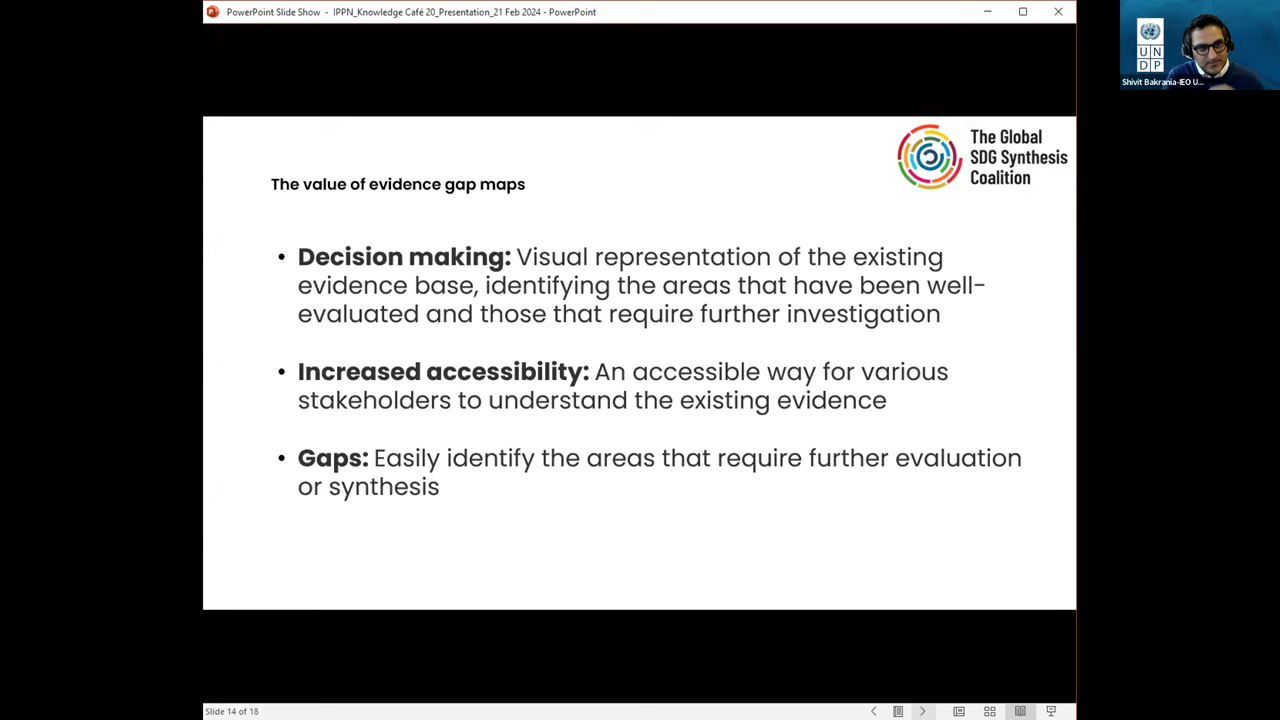 PowerPoint Slide Show - IPPN_Knowledge Café 20_Presentation_21 Feb 2024 - PowerPoint
UN
DP
Shivit Bakrania-IEO U...
The Global
SDG Synthesis
Coalition
The value of evidence gap maps
• Decision making: Visual representation of the existing
evidence base, identifying the areas that have been well-
evaluated and those that require further investigation
• Increased accessibility: An accessible way for various
stakeholders to understand the existing evidence
• Gaps: Easily identify the areas that require further evaluation
or synthesis
Slide 14 of 18